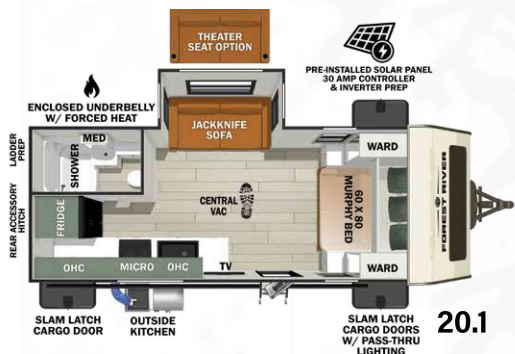 THEATER
SEAT OPTION
PRE-INSTALLED SOLAR PANEL
30 AMP CONTROLLER
& INVERTER PREP
ENCLOSED UNDERBELLY
W/ FORCED HEAT
JACKKNIFE
SOFA
LADDER
PREP
SHOWER
MED
WARD
REAR ACCESSORY
HITCH
FRIDGE
CENTRAL
VAC
60 X 80
MURPHY BED
FOREST RIVER
OHC
MICRO
OHC
TV
WARD
SLAM LATCH
CARGO DOOR
OUTSIDE
KITCHEN
SLAM LATCH
CARGO DOORS
W/ PASS-THRU
LIGHTING
20.1